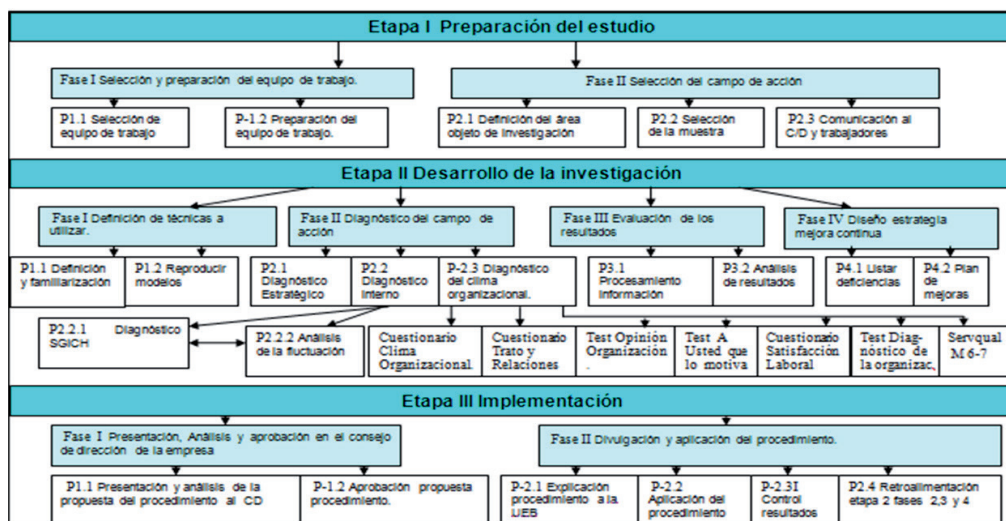 Etapa I Preparación del estudio
Fase I Selección y preparación del equipo de trabajo.
Fase II Selección del campo de acción
P1.1 Selección de
equipo de trabajo
P-1.2 Preparación del
equipo de trabajo.
P2.1 Definición del área
objeto de investigación
P2.2 Selección
de la muestra
P2.3 Comunicación al
C/D y trabajadores
Etapa II Desarrollo de la investigación
Fase I Definición de técnicas a
utilizar.
Fase II Diagnóstico del campo de
acción
Fase III Evaluación de los
resultados
Fase IV Diseño estrategia
mejora continua
P1.1 Definición
y familiarización
P1.2 Reproducir
modelos
P2.1
Diagnóstico
Estratégico
P2.2
Diagnóstico
Interno
P-2.3 Diagnóstico
del clima
organizacional.
P3.1
Procesamiento
Información
P3.2 Análisis
de resultados
P4.1 Listar
deficiencias
P4.2 Plan
de
mejoras
P2.2.1 Diagnóstico
SGICH
P2.2.2 Análisis
de la fluctuación
Cuestionario
Clima
Organizacional.
Cuestionario
Trato y
Relaciones
Test Opinión
Organización
.
Test A
Usted que
lo motiva
Cuestionario
Satisfacción
Laboral
Test Diag-
nóstico de
la organizac.
Servqual
M 6-7
Etapa III Implementación
Fase I Presentación, Análisis y aprobación en el consejo
de dirección de la empresa
Fase II Divulgación y aplicación del procedimiento.
P1.1 Presentación y análisis de la
propuesta del procedimiento al CD
P-1.2 Aprobación propuesta
procedimiento.
P-2.1 Explicación
procedimiento a la
UEB
P-2.2
Aplicación del
procedimiento
P-2.3I
Control
resultados
P2.4 Retroalimentación
etapa 2 fases 2,3 y 4